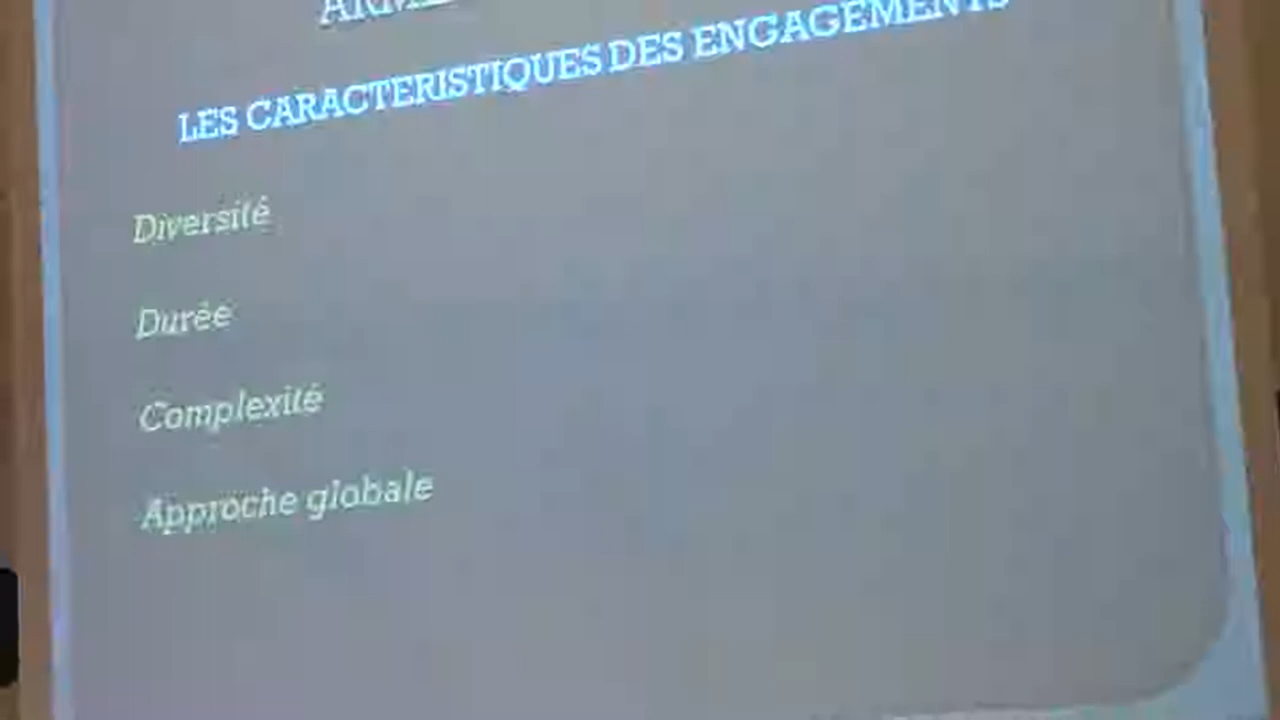 LES CARACTERISTIQUES DES ENGAGEMENTS
Diversité
Durée
Complexité
Approche globale